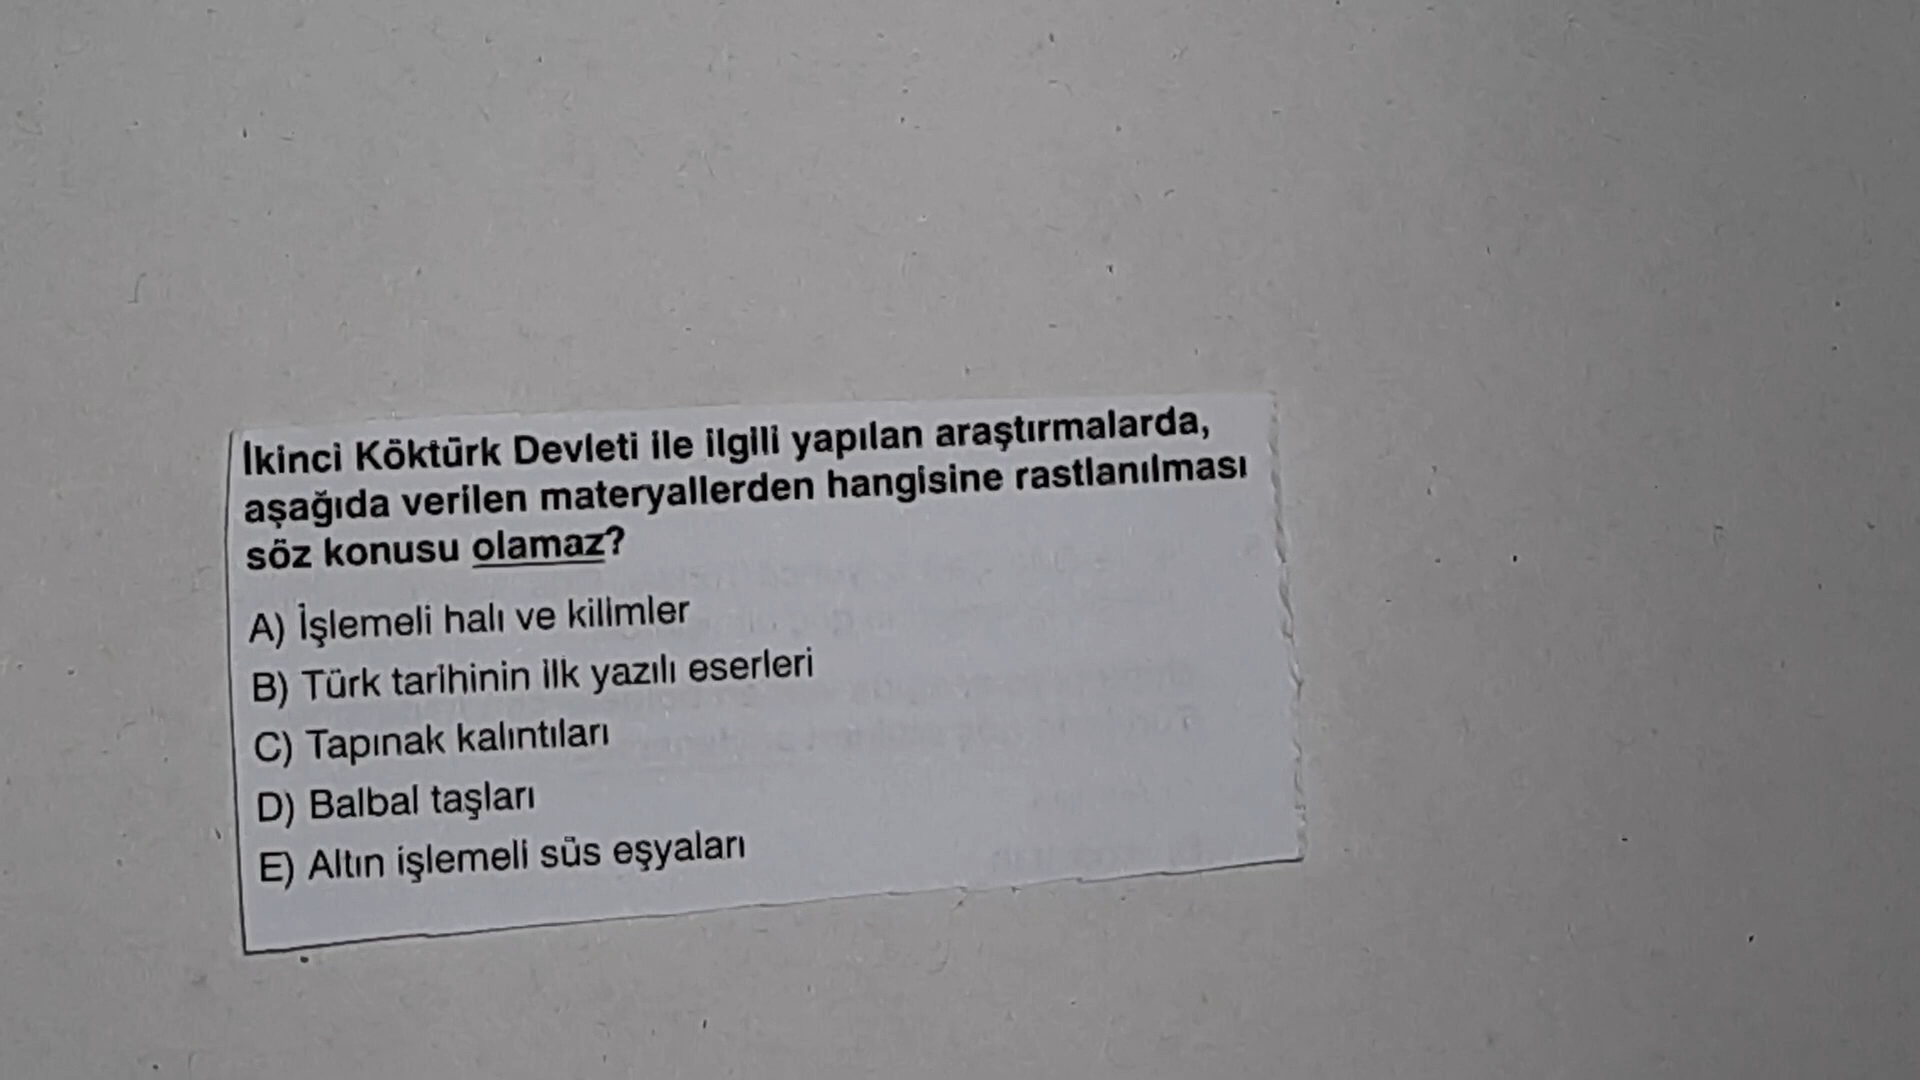 İkinci Köktürk Devleti ile ilgili yapılan araştırmalarda,
aşağıda verilen materyallerden hangisine rastlanılması
söz konusu olamaz?
A) İşlemeli halı ve kilimler
B) Türk tarihinin ilk yazılı eserleri
C) Tapınak kalıntıları
D) Balbal taşları
E) Altın işlemeli süs eşyaları